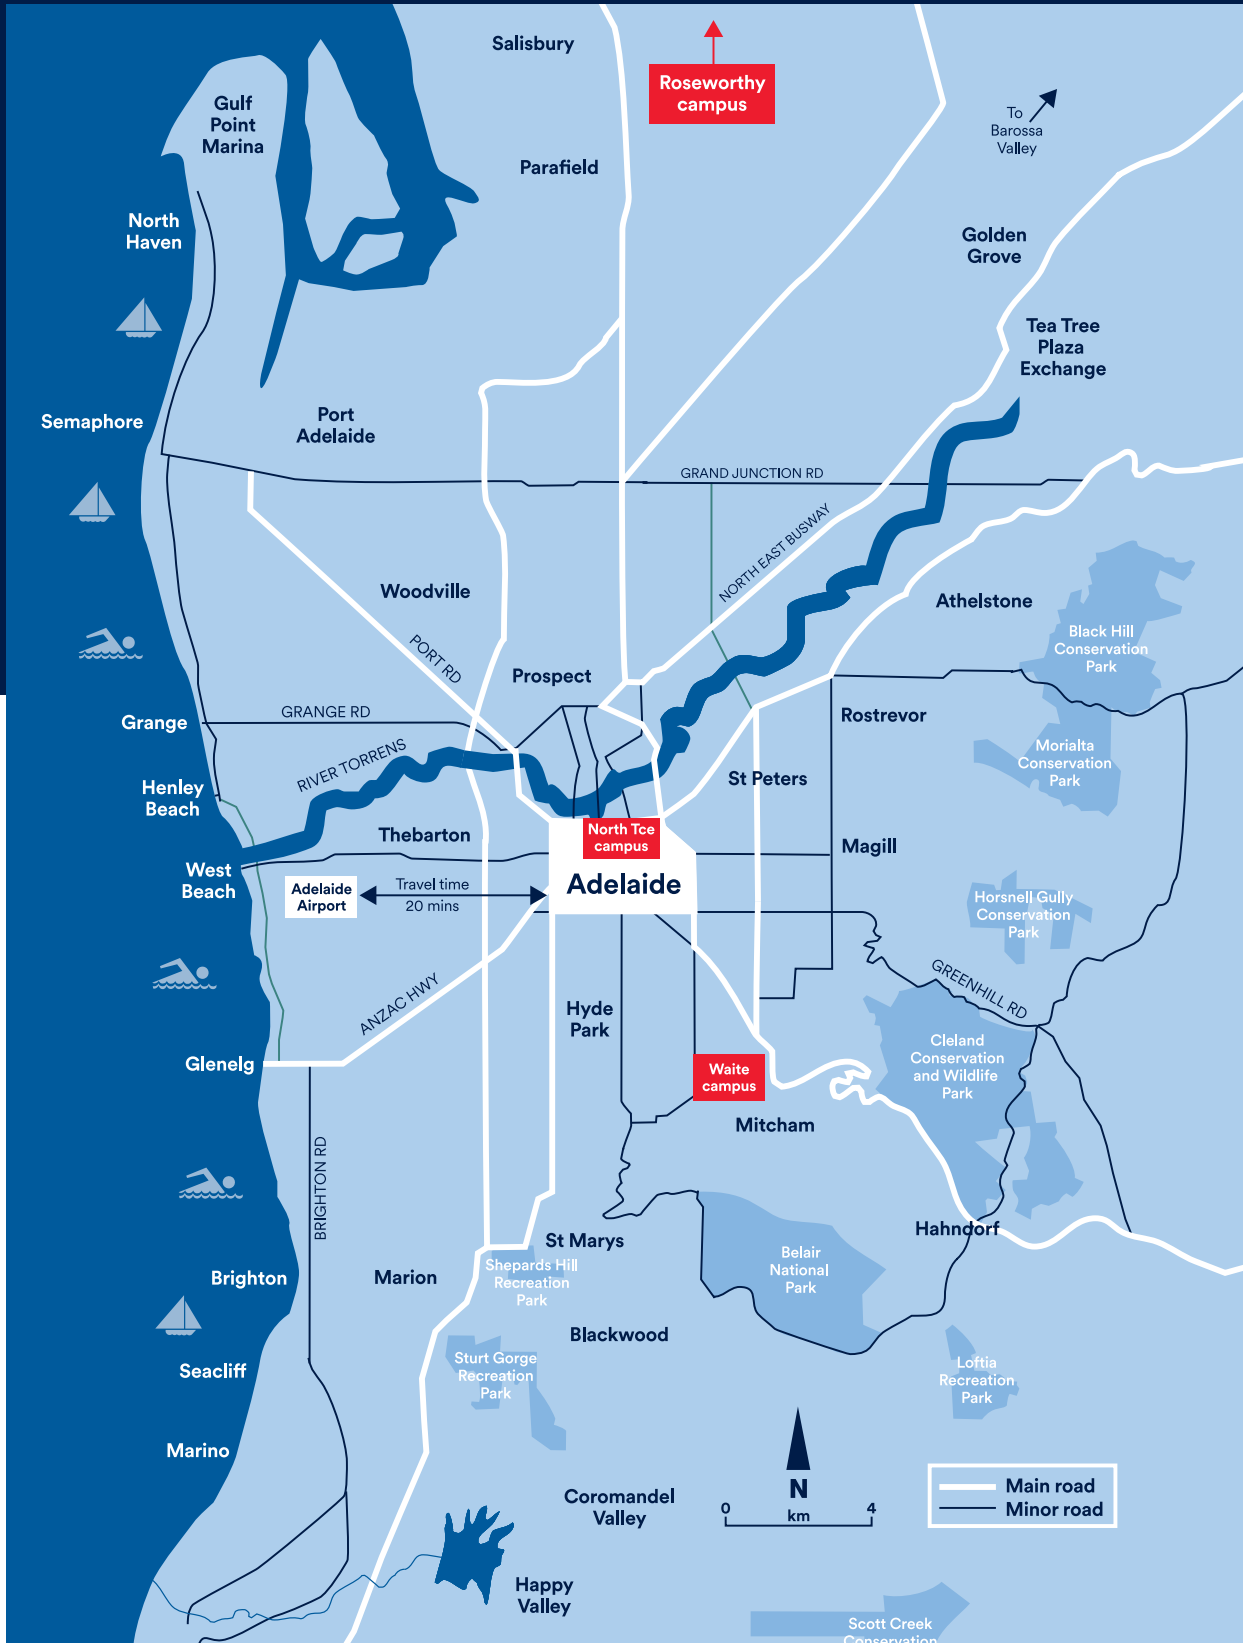 Salisbury
Roseworthy
campus
Gulf
Point
Marina
To
Barossa
Valley
Parafield
North
Haven
Golden
Grove
Tea Tree
Plaza
Exchange
Semaphore
Port
Adelaide
GRAND JUNCTION RD
NORTH EAST BUSWAY
Woodville
Athelstone
Black Hill
Conservation
Park
PORT RD
Prospect
Grange
GRANGE RD
Rostrevor
RIVER TORRENS
Morialta
Conservation
Park
Henley
Beach
St Peters
Thebarton
North Tce
campus
Magill
West
Beach
Adelaide
Airport
Travel time
20 mins
Adelaide
Horsnell Gully
Conservation
Park
ANZAC HWY
GREENHILL RD
Hyde
Park
Glenelg
Waite
campus
Cleland
Conservation
and Wildlife
Park
Mitcham
BRIGHTON RD
Hahndorf
St Marys
Brighton
Marion
Shepards Hill
Recreation
Park
Belair
National
Park
Blackwood
Seacliff
Sturt Gorge
Recreation
Park
Loftia
Recreation
Park
Marino
N
0 km 4
Main road
Minor road
Coromandel
Valley
Happy
Valley
Scott Creek
Conservation